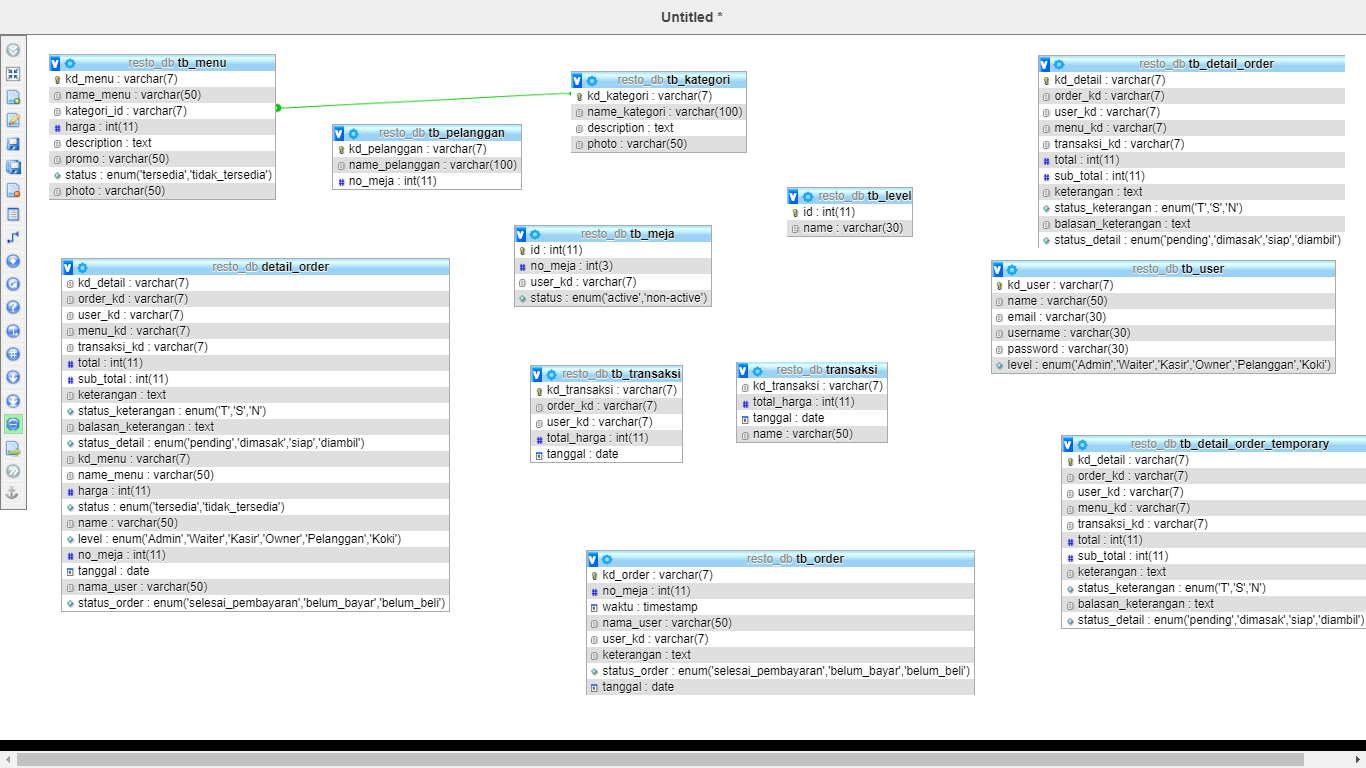 Untitled *
resto_db tb_menu
kd_menu : varchar(7)
name_menu : varchar(50)
kategori_id : varchar(7)
harga : int(11)
description : text
promo : varchar(50)
status : enum('tersedia','tidak_tersedia')
photo : varchar(50)
resto_db tb_pelanggan
kd_pelanggan : varchar(7)
name_pelanggan : varchar(100)
no_meja : int(11)
resto_db tb_kategori
kd_kategori : varchar(7)
name_kategori : varchar(100)
description : text
photo : varchar(50)
resto_db tb_level
id : int(11)
name : varchar(30)
resto_db tb_detail_order
kd_detail : varchar(7)
order_kd : varchar(7)
user_kd : varchar(7)
menu_kd : varchar(7)
transaksi_kd : varchar(7)
total : int(11)
sub_total : int(11)
keterangan : text
status_keterangan : enum('T','S','N')
balasan_keterangan : text
status_detail : enum('pending','dimasak','siap','diambil')
resto_db tb_meja
id : int(11)
no_meja : int(3)
user_kd : varchar(7)
status : enum('active','non-active')
resto_db detail_order
kd_detail : varchar(7)
order_kd : varchar(7)
user_kd : varchar(7)
menu_kd : varchar(7)
transaksi_kd : varchar(7)
total : int(11)
sub_total : int(11)
keterangan : text
status_keterangan : enum('T','S','N')
balasan_keterangan : text
status_detail : enum('pending','dimasak','siap','diambil')
kd_menu : varchar(7)
name_menu : varchar(50)
harga : int(11)
status : enum('tersedia','tidak_tersedia')
name : varchar(50)
level : enum('Admin','Waiter','Kasir','Owner','Pelanggan','Koki')
no_meja : int(11)
tanggal : date
nama_user : varchar(50)
status_order : enum('selesai_pembayaran','belum_bayar','belum_beli')
resto_db tb_user
kd_user : varchar(7)
name : varchar(50)
email : varchar(30)
username : varchar(30)
password : varchar(30)
level : enum('Admin','Waiter','Kasir','Owner','Pelanggan','Koki')
resto_db tb_transaksi
kd_transaksi : varchar(7)
order_kd : varchar(7)
user_kd : varchar(7)
total_harga : int(11)
tanggal : date
resto_db transaksi
kd_transaksi : varchar(7)
total_harga : int(11)
tanggal : date
name : varchar(50)
resto_db tb_detail_order_temporary
kd_detail : varchar(7)
order_kd : varchar(7)
user_kd : varchar(7)
menu_kd : varchar(7)
transaksi_kd : varchar(7)
total : int(11)
sub_total : int(11)
keterangan : text
status_keterangan : enum('T','S','N')
balasan_keterangan : text
status_detail : enum('pending','dimasak','siap','diambil')
resto_db tb_order
kd_order : varchar(7)
no_meja : int(11)
waktu : timestamp
nama_user : varchar(50)
user_kd : varchar(7)
keterangan : text
status_order : enum('selesai_pembayaran','belum_bayar','belum_beli')
tanggal : date